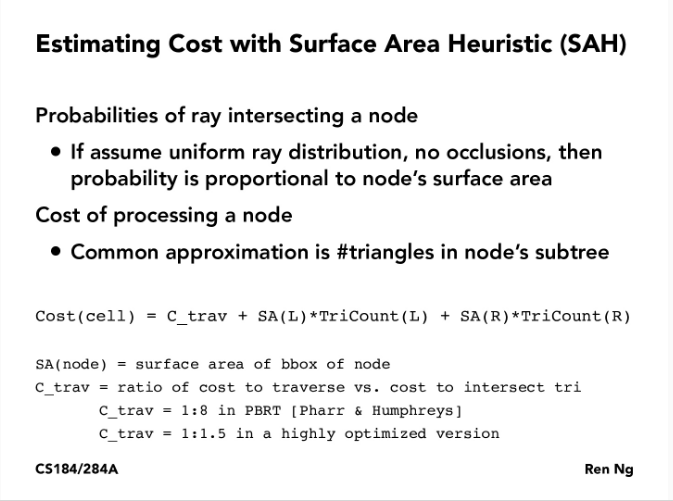 Estimating Cost with Surface Area Heuristic (SAH)
Probabilities of ray intersecting a node
• If assume uniform ray distribution, no occlusions, then
probability is proportional to node's surface area
Cost of processing a node
• Common approximation is #triangles in node's subtree
Cost(cell) = C_trav + SA(L)*TriCount(L) + SA(R)*TriCount(R)
SA(node) = surface area of bbox of node
C_trav = ratio of cost to traverse vs. cost to intersect tri
C_trav = 1:8 in PBRT [Pharr & Humphreys]
C_trav = 1:1.5 in a highly optimized version
CS184/284A
Ren Ng